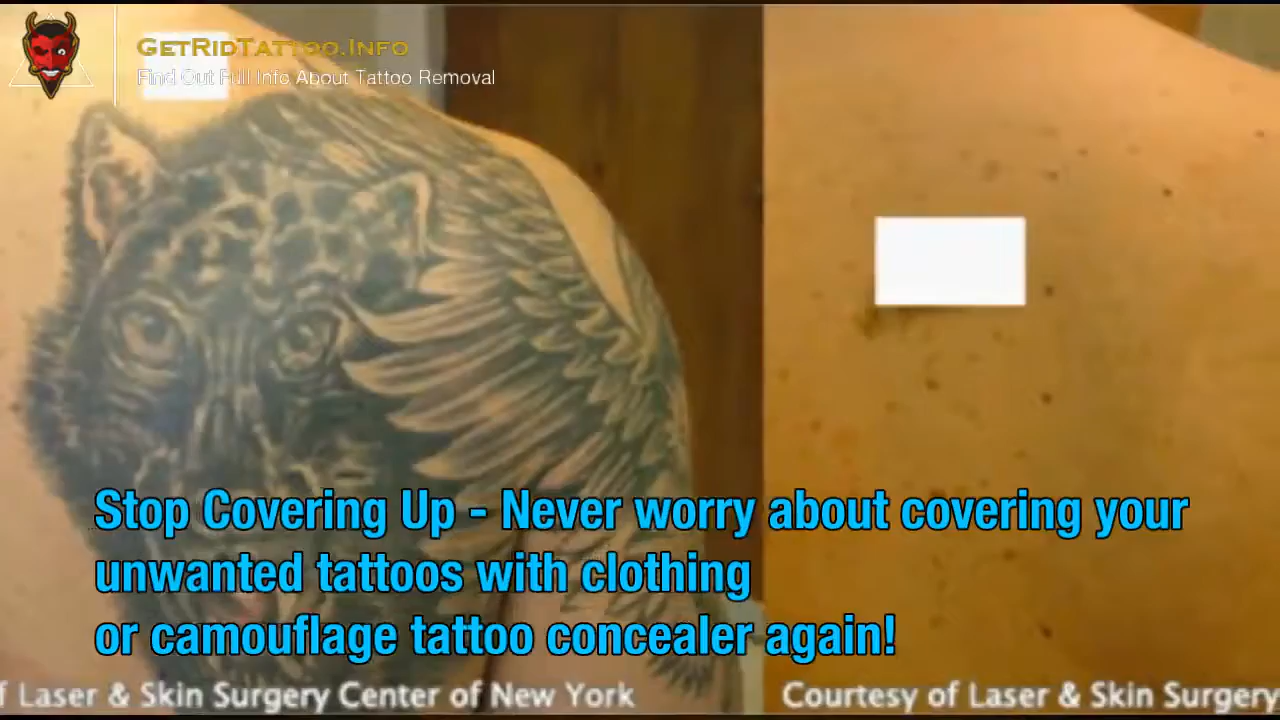 GetRidTattoo.Info
Find Out Full Info About Tattoo Removal
Stop Covering Up - Never worry about covering your
unwanted tattoos with clothing
or camouflage tattoo concealer again!
f Laser & Skin Surgery Center of New York
Courtesy of Laser & Skin Surgery